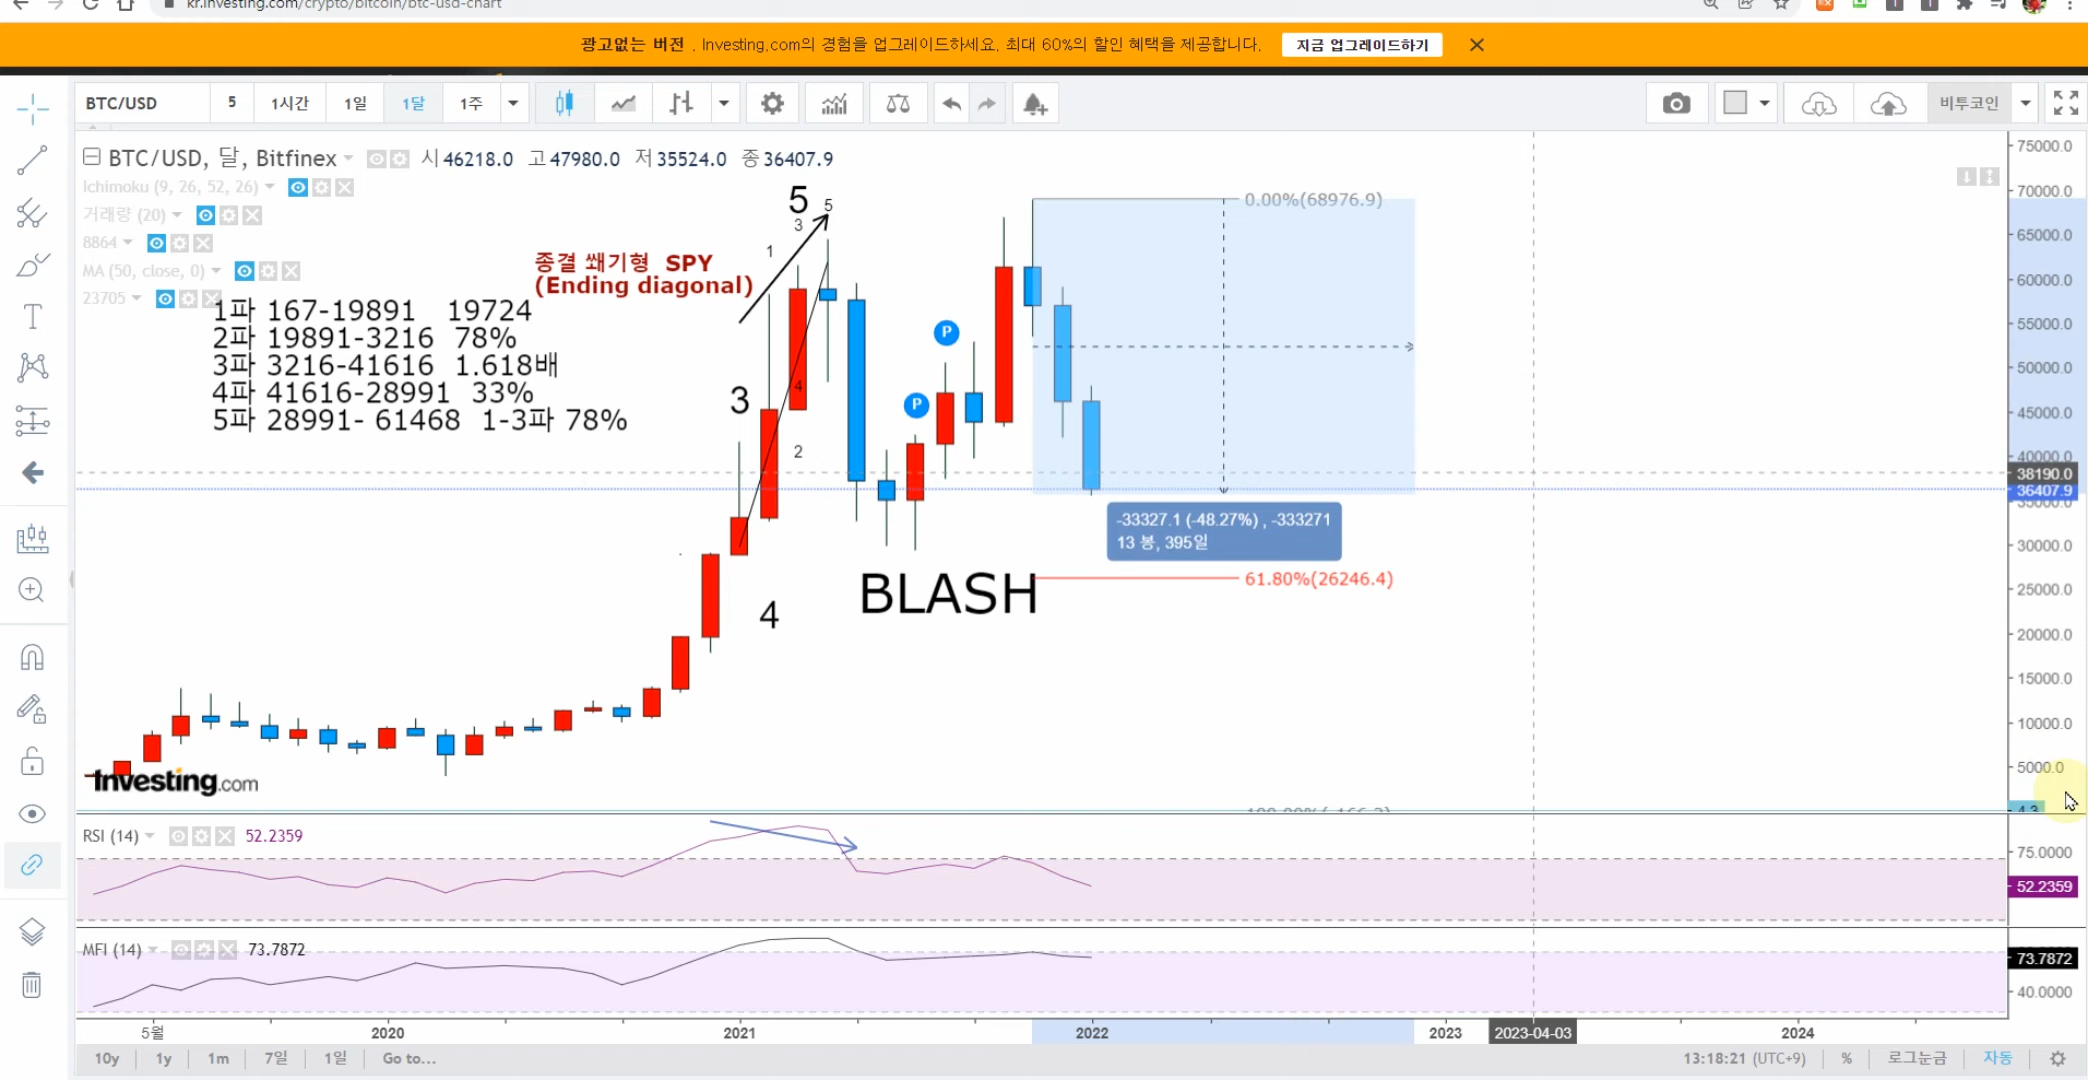 kr.investing.com/crypto/bitcoin/btc-usd-chart
광고없는 버전 . Investing.com의 경험을 업그레이드하세요. 최대 60%의 할인 혜택을 제공합니다. 지금 업그레이드하기
BTC/USD 5 1시간 1일 1달 1주 비투코인
BTC/USD, 달, Bitfinex 시 46218.0 고 47980.0 저 35524.0 종 36407.9
Ichimoku (9, 26, 52, 26)
거래량 (20)
8864
MA (50, close, 0)
23705
1파 167-19891 19724
2파 19891-3216 78%
3파 3216-41616 1.618배
4파 41616-28991 33%
5파 28991- 61468 1-3파 78%
종결 쐐기형 SPY
(Ending diagonal)
5
5
3
1
3
4
2
4
P
P
BLASH
0.00%(68976.9)
-33327.1 (-48.27%) , -333271
13 봉, 395일
61.80%(26246.4)
75000.0
70000.0
65000.0
60000.0
55000.0
50000.0
45000.0
40000.0
38190.0
36407.9
35000.0
30000.0
25000.0
20000.0
15000.0
10000.0
5000.0
4.3
Investing.com
RSI (14) 52.2359
75.0000
52.2359
MFI (14) 73.7872
73.7872
40.0000
5월 2020 2021 2022 2023 2023-04-03 2024
10y 1y 1m 7일 1일 Go to... 13:18:21 (UTC+9) % 로그눈금 자동